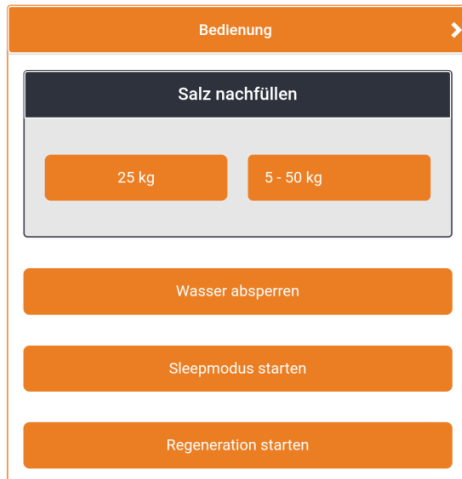 Bedienung
Salz nachfüllen
25 kg
5 - 50 kg
Wasser absperren
Sleepmodus starten
Regeneration starten